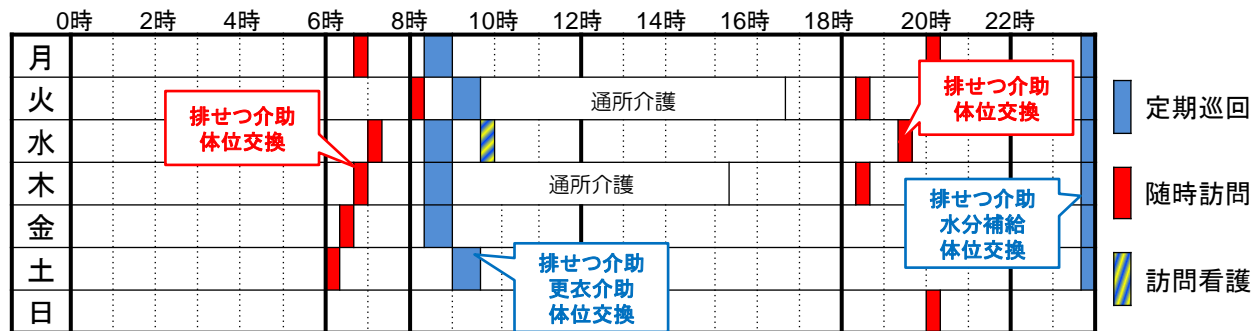 0時 2時 4時 6時 8時 10時 12時 14時 16時 18時 20時 22時
月
火
通所介護
水
木
通所介護
金
土
日
排せつ介助
体位交換
排せつ介助
体位交換
排せつ介助
更衣介助
体位交換
排せつ介助
水分補給
体位交換
定期巡回
随時訪問
訪問看護